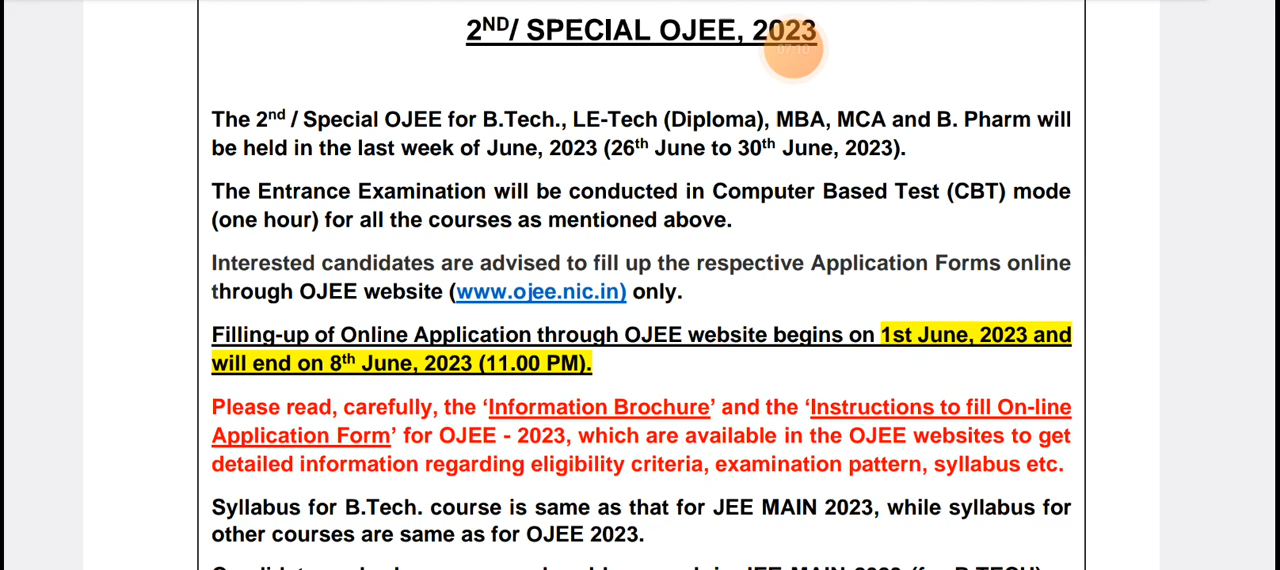 2ND/ SPECIAL OJEE, 2023
07:10
The 2nd / Special OJEE for B.Tech., LE-Tech (Diploma), MBA, MCA and B. Pharm will
be held in the last week of June, 2023 (26th June to 30th June, 2023).
The Entrance Examination will be conducted in Computer Based Test (CBT) mode
(one hour) for all the courses as mentioned above.
Interested candidates are advised to fill up the respective Application Forms online
through OJEE website (www.ojee.nic.in) only.
Filling-up of Online Application through OJEE website begins on 1st June, 2023 and
will end on 8th June, 2023 (11.00 PM).
Please read, carefully, the ‘Information Brochure’ and the ‘Instructions to fill On-line
Application Form’ for OJEE - 2023, which are available in the OJEE websites to get
detailed information regarding eligibility criteria, examination pattern, syllabus etc.
Syllabus for B.Tech. course is same as that for JEE MAIN 2023, while syllabus for
other courses are same as for OJEE 2023.